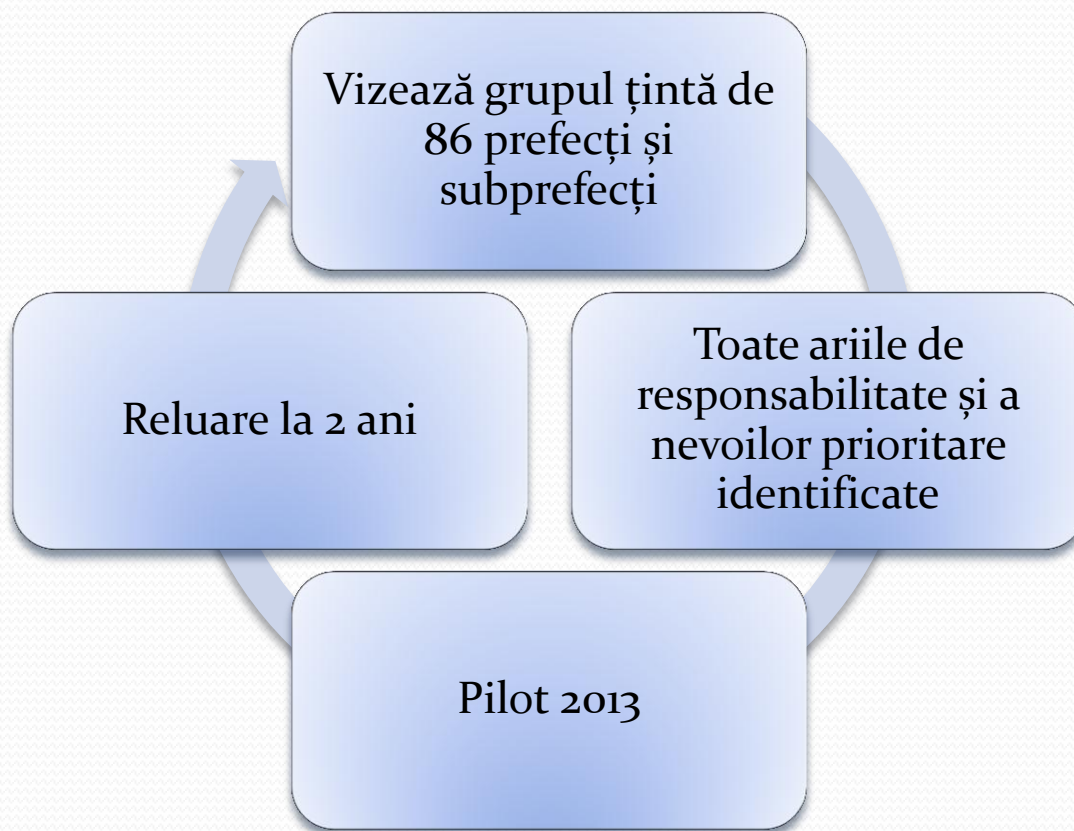 Vizează grupul țintă de
86 prefecți și
subprefecți
Toate ariile de
responsabilitate și a
nevoilor prioritare
identificate
Pilot 2013
Reluare la 2 ani